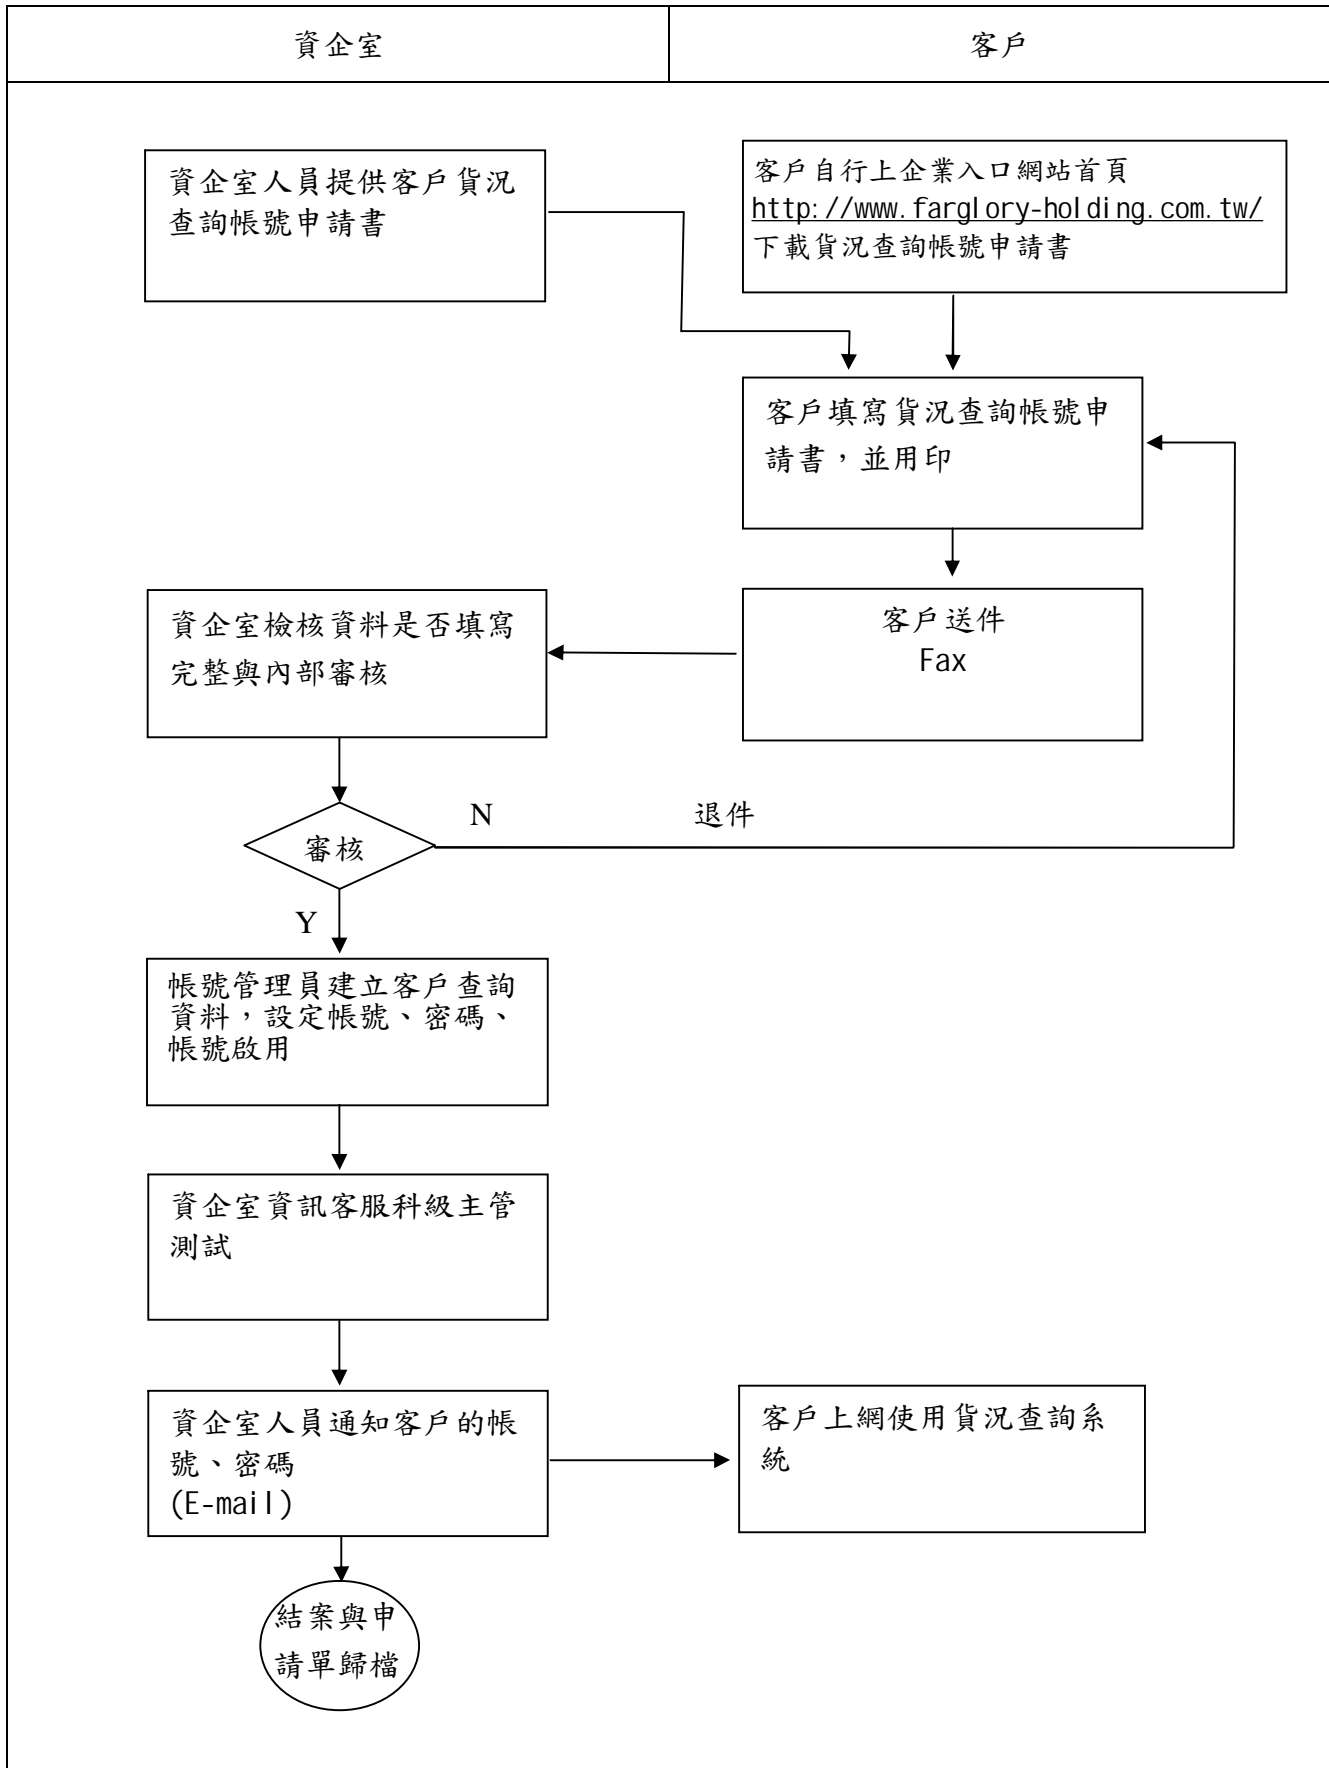 資企室
客戶
資企室人員提供客戶貨況
查詢帳號申請書
客戶自行上企業入口網站首頁
http://www.farglory-holding.com.tw/
下載貨況查詢帳號申請書
客戶填寫貨況查詢帳號申
請書，並用印
客戶送件
Fax
資企室檢核資料是否填寫
完整與內部審核
審核
N
退件
Y
帳號管理員建立客戶查詢
資料，設定帳號、密碼、
帳號啟用
資企室資訊客服科級主管
測試
資企室人員通知客戶的帳
號、密碼
(E-mail)
客戶上網使用貨況查詢系
統
結案與申
請單歸檔